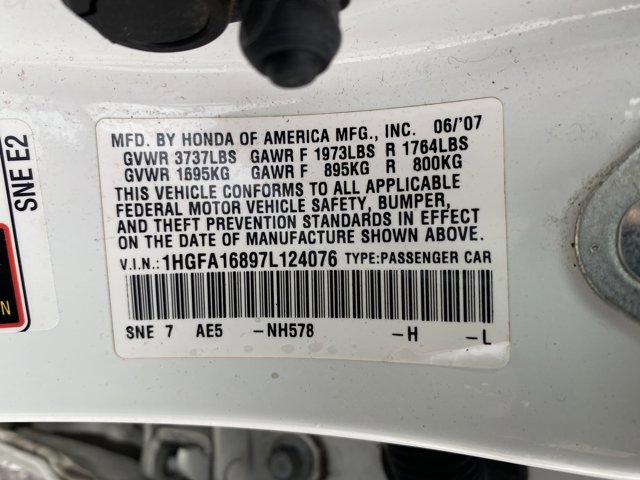 MFD. BY HONDA OF AMERICA MFG., INC. 06/'07
GVWR 3737LBS GAWR F 1973LBS R 1764LBS
GVWR 1695KG GAWR F 895KG R 800KG
THIS VEHICLE CONFORMS TO ALL APPLICABLE
FEDERAL MOTOR VEHICLE SAFETY, BUMPER,
AND THEFT PREVENTION STANDARDS IN EFFECT
ON THE DATE OF MANUFACTURE SHOWN ABOVE.
V.I.N.: 1HGFA16897L124076 TYPE:PASSENGER CAR
SNE 7 AE5 -NH578 -H -L
SNE E2